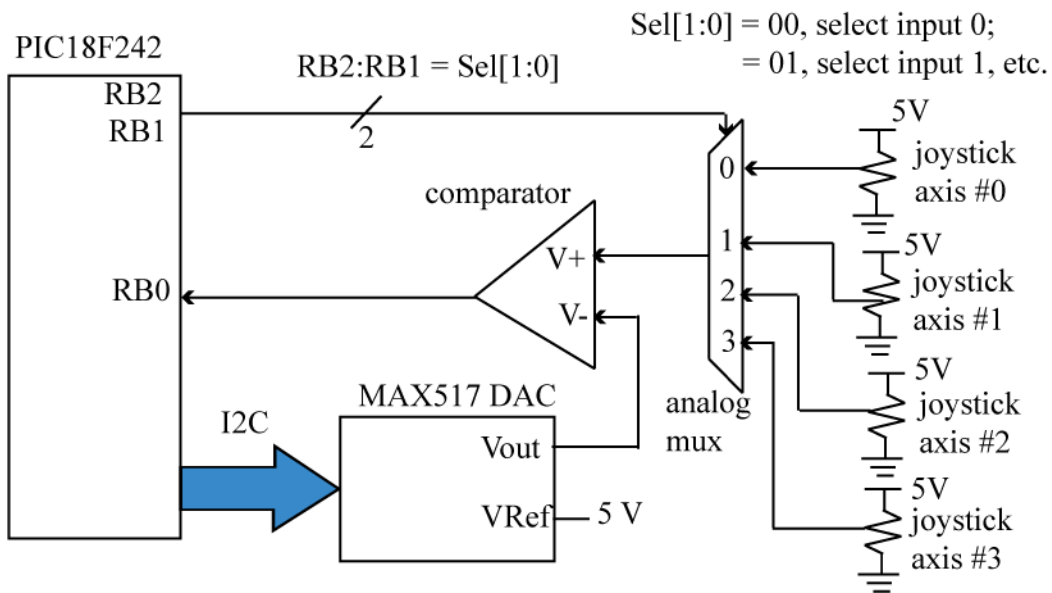 Sel[1:0] = 00, select input 0;
= 01, select input 1, etc.
PIC18F242
RB2:RB1 = Sel[1:0]
RB2
RB1
2
5V
joystick
axis #0
0
comparator
1
5V
joystick
axis #1
V+
2
RB0
V-
3
5V
joystick
axis #2
MAX517 DAC
analog
mux
I2C
Vout
VRef
5 V
5V
joystick
axis #3